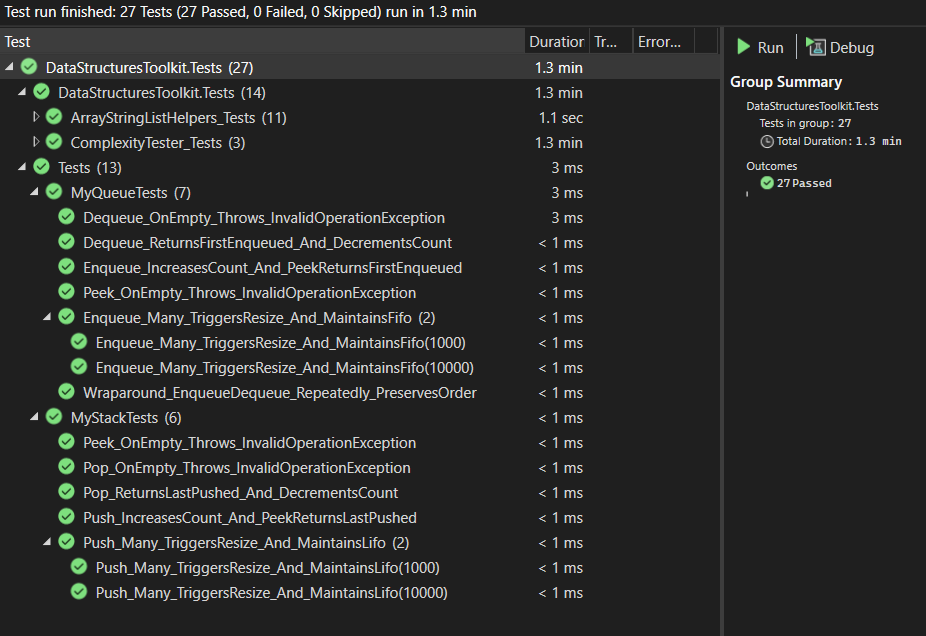 Test run finished: 27 Tests (27 Passed, 0 Failed, 0 Skipped) run in 1.3 min
Test Duration Tr... Error...
DataStructuresToolkit.Tests (27) 1.3 min
DataStructuresToolkit.Tests (14) 1.3 min
ArrayStringListHelpers_Tests (11) 1.1 sec
ComplexityTester_Tests (3) 1.3 min
Tests (13) 3 ms
MyQueueTests (7) 3 ms
Dequeue_OnEmpty_Throws_InvalidOperationException 3 ms
Dequeue_ReturnsFirstEnqueued_And_DecrementsCount < 1 ms
Enqueue_IncreasesCount_And_PeekReturnsFirstEnqueued < 1 ms
Peek_OnEmpty_Throws_InvalidOperationException < 1 ms
Enqueue_Many_TriggersResize_And_MaintainsFifo (2) < 1 ms
Enqueue_Many_TriggersResize_And_MaintainsFifo(1000) < 1 ms
Enqueue_Many_TriggersResize_And_MaintainsFifo(10000) < 1 ms
Wraparound_EnqueueDequeue_Repeatedly_PreservesOrder < 1 ms
MyStackTests (6) < 1 ms
Peek_OnEmpty_Throws_InvalidOperationException < 1 ms
Pop_OnEmpty_Throws_InvalidOperationException < 1 ms
Pop_ReturnsLastPushed_And_DecrementsCount < 1 ms
Push_IncreasesCount_And_PeekReturnsLastPushed < 1 ms
Push_Many_TriggersResize_And_MaintainsLifo (2) < 1 ms
Push_Many_TriggersResize_And_MaintainsLifo(1000) < 1 ms
Push_Many_TriggersResize_And_MaintainsLifo(10000) < 1 ms
Run Debug
Group Summary
DataStructuresToolkit.Tests
Tests in group: 27
Total Duration: 1.3 min
Outcomes
27 Passed